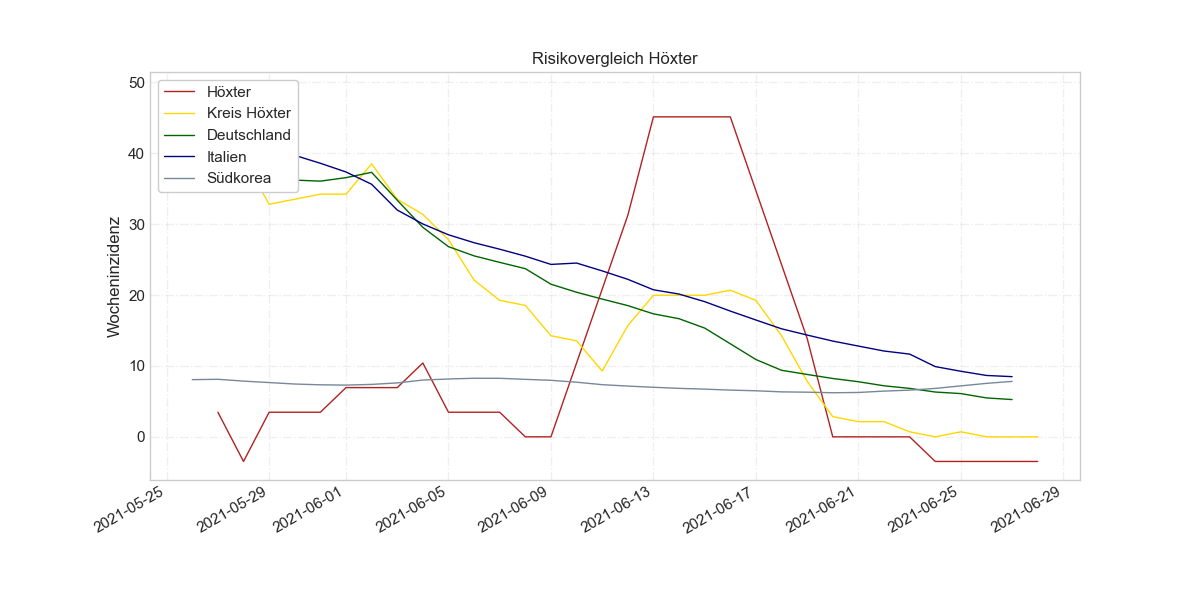 Risikovergleich Höxter
Höxter
Kreis Höxter
Deutschland
Italien
Südkorea
Wocheninzidenz
50
40
30
20
10
0
2021-05-25
2021-05-29
2021-06-01
2021-06-05
2021-06-09
2021-06-13
2021-06-17
2021-06-21
2021-06-25
2021-06-29